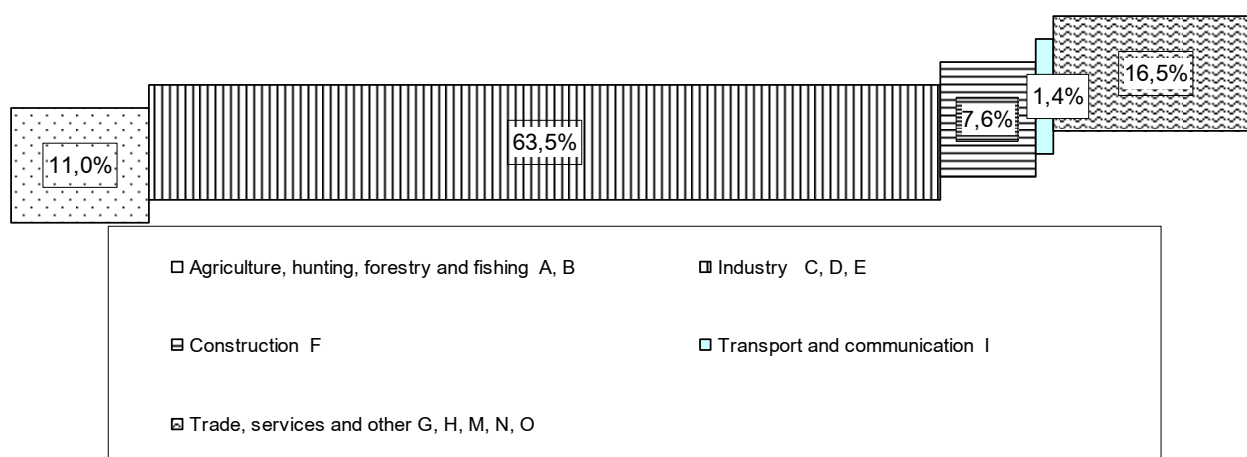 16,5%
1,4%
7,6%
63,5%
11,0%
Agriculture, hunting, forestry and fishing A, B
Industry C, D, E
Construction F
Transport and communication I
Trade, services and other G, H, M, N, O